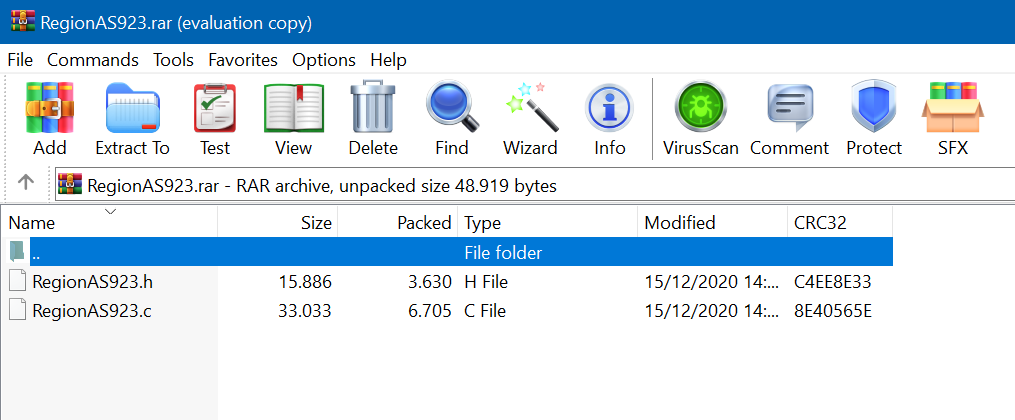 RegionAS923.rar (evaluation copy)
File Commands Tools Favorites Options Help
Add Extract To Test View Delete Find Wizard Info VirusScan Comment Protect SFX
RegionAS923.rar - RAR archive, unpacked size 48.919 bytes
Name Size Packed Type Modified CRC32
.. File folder
RegionAS923.h 15.886 3.630 H File 15/12/2020 14:... C4EE8E33
RegionAS923.c 33.033 6.705 C File 15/12/2020 14:... 8E40565E